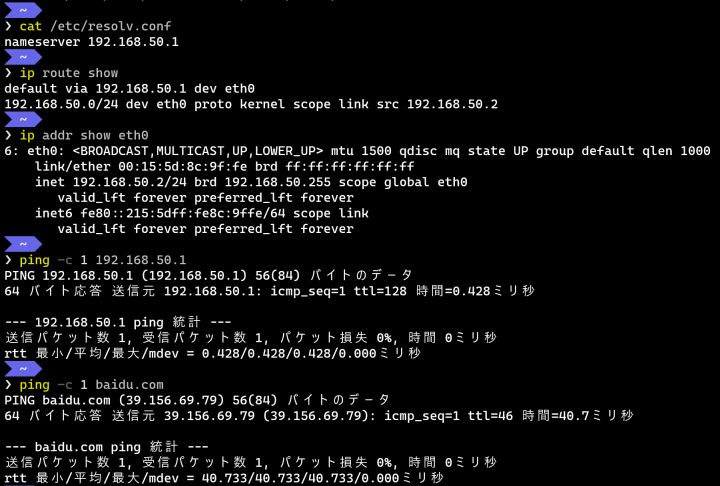 ~
❯ cat /etc/resolv.conf
nameserver 192.168.50.1
~
❯ ip route show
default via 192.168.50.1 dev eth0
192.168.50.0/24 dev eth0 proto kernel scope link src 192.168.50.2
~
❯ ip addr show eth0
6: eth0: <BROADCAST,MULTICAST,UP,LOWER_UP> mtu 1500 qdisc mq state UP group default qlen 1000
    link/ether 00:15:5d:8c:9f:fe brd ff:ff:ff:ff:ff:ff
    inet 192.168.50.2/24 brd 192.168.50.255 scope global eth0
       valid_lft forever preferred_lft forever
    inet6 fe80::215:5dff:fe8c:9ffe/64 scope link
       valid_lft forever preferred_lft forever
~
❯ ping -c 1 192.168.50.1
PING 192.168.50.1 (192.168.50.1) 56(84) バイトのデータ
64 バイト応答 送信元 192.168.50.1: icmp_seq=1 ttl=128 時間=0.428ミリ秒

--- 192.168.50.1 ping 統計 ---
送信パケット数 1, 受信パケット数 1, パケット損失 0%, 時間 0ミリ秒
rtt 最小/平均/最大/mdev = 0.428/0.428/0.428/0.000ミリ秒
~
❯ ping -c 1 baidu.com
PING baidu.com (39.156.69.79) 56(84) バイトのデータ
64 バイト応答 送信元 39.156.69.79 (39.156.69.79): icmp_seq=1 ttl=46 時間=40.7ミリ秒

--- baidu.com ping 統計 ---
送信パケット数 1, 受信パケット数 1, パケット損失 0%, 時間 0ミリ秒
rtt 最小/平均/最大/mdev = 40.733/40.733/40.733/0.000ミリ秒